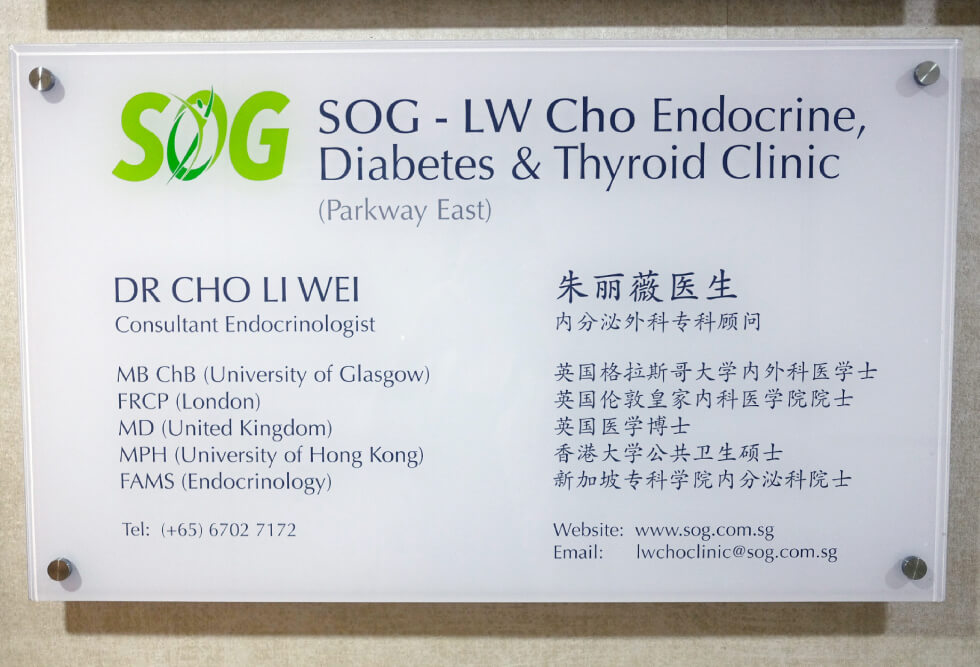 SOG
SOG - LW Cho Endocrine,
Diabetes & Thyroid Clinic
(Parkway East)
DR CHO LI WEI
Consultant Endocrinologist
MB ChB (University of Glasgow)
FRCP (London)
MD (United Kingdom)
MPH (University of Hong Kong)
FAMS (Endocrinology)
Tel: (+65) 6702 7172
朱丽薇医生
内分泌外科专科顾问
英国格拉斯哥大学内外科医学士
英国伦敦皇家内科医学院院士
英国医学博士
香港大学公共卫生硕士
新加坡专科学院内分泌科院士
Website: www.sog.com.sg
Email: lwchoclinic@sog.com.sg